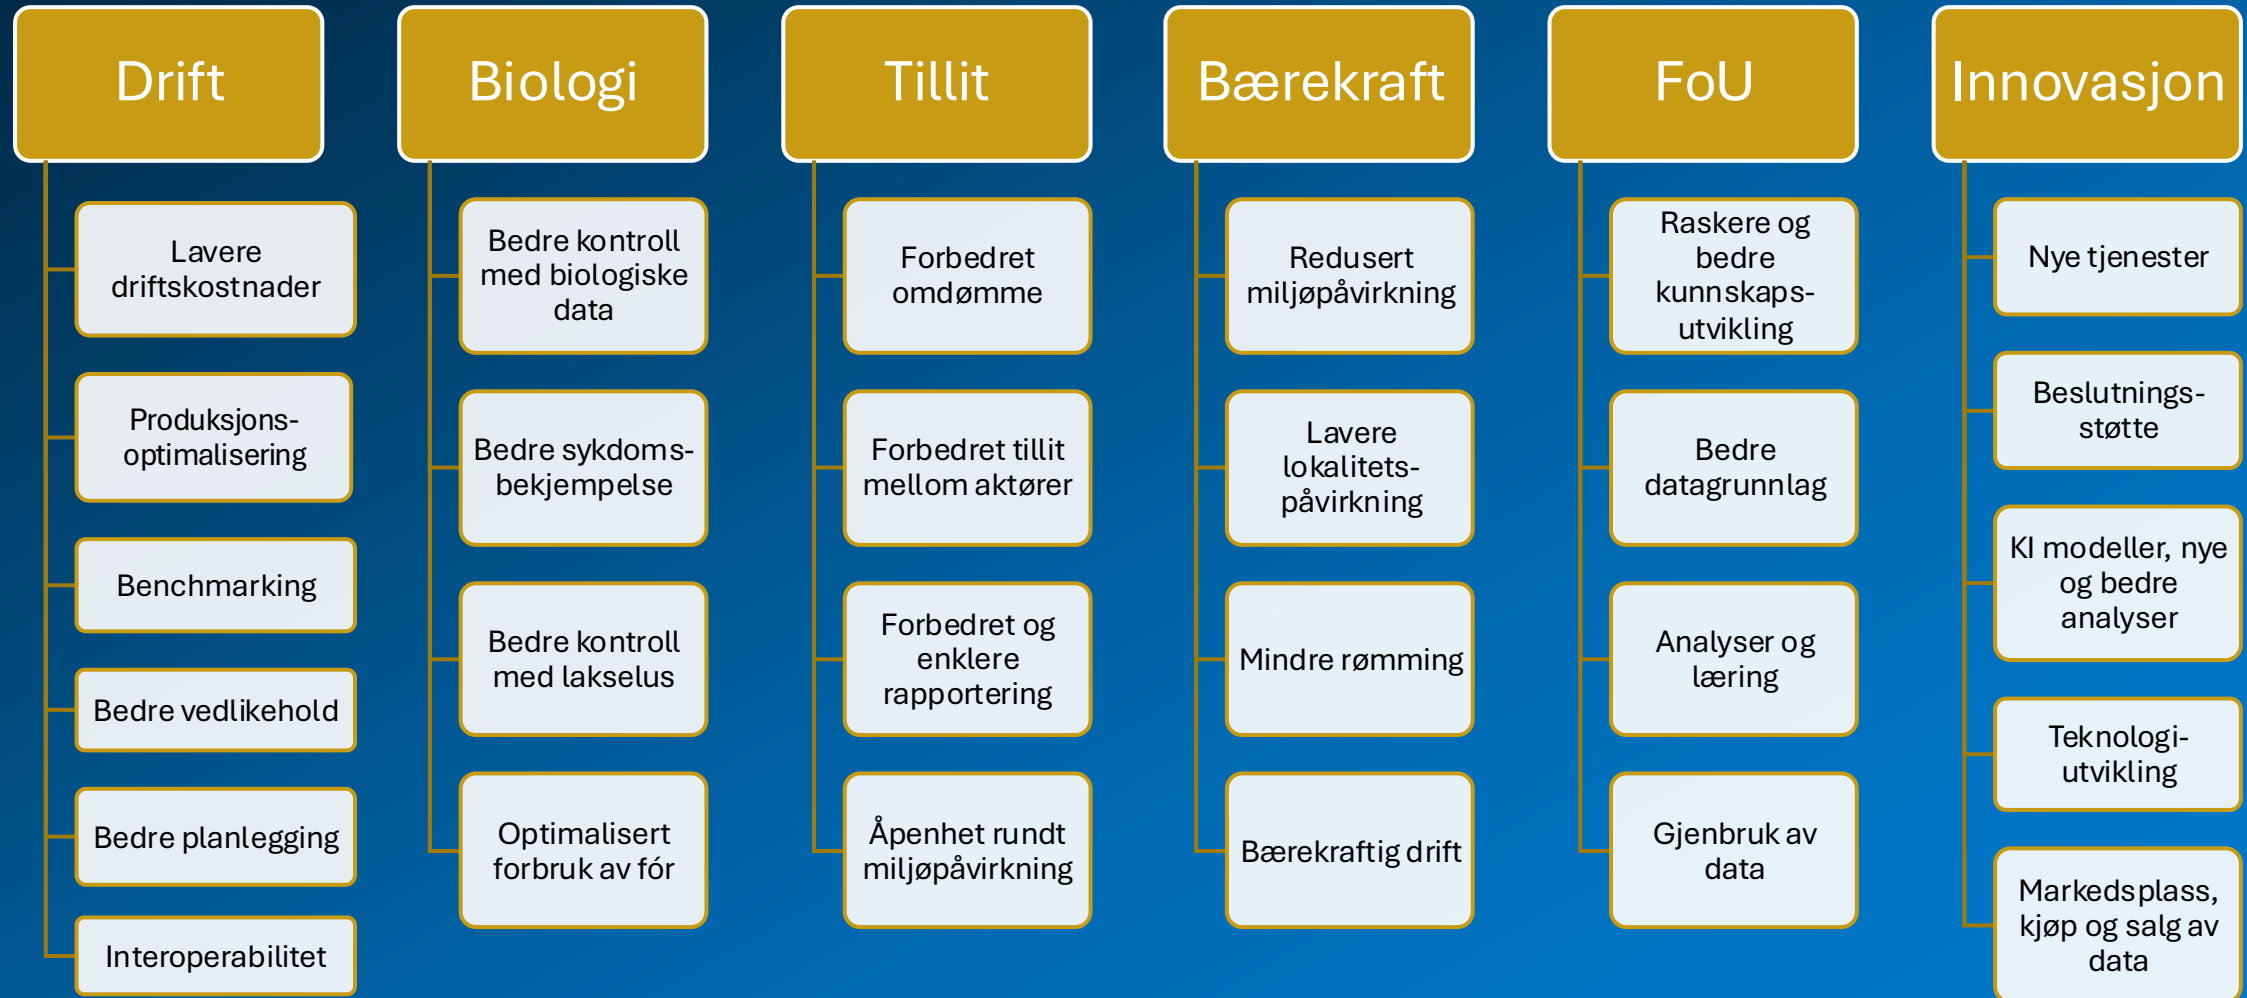 Drift
Lavere
driftskostnader
Produksjons-
optimalisering
Benchmarking
Bedre vedlikehold
Bedre planlegging
Interoperabilitet
Biologi
Bedre kontroll
med biologiske
data
Bedre sykdoms-
bekjempelse
Bedre kontroll
med lakselus
Optimalisert
forbruk av fór
Tillit
Forbedret
omdømme
Forbedret tillit
mellom aktører
Forbedret og
enklere
rapportering
Åpenhet rundt
miljøpåvirkning
Bærekraft
Redusert
miljøpåvirkning
Lavere
lokalitets-
påvirkning
Mindre rømming
Bærekraftig drift
FoU
Raskere og
bedre
kunnskaps-
utvikling
Bedre
datagrunnlag
Analyser og
læring
Gjenbruk av
data
Innovasjon
Nye tjenester
Beslutnings-
støtte
KI modeller, nye
og bedre
analyser
Teknologi-
utvikling
Markedsplass,
kjøp og salg av
data